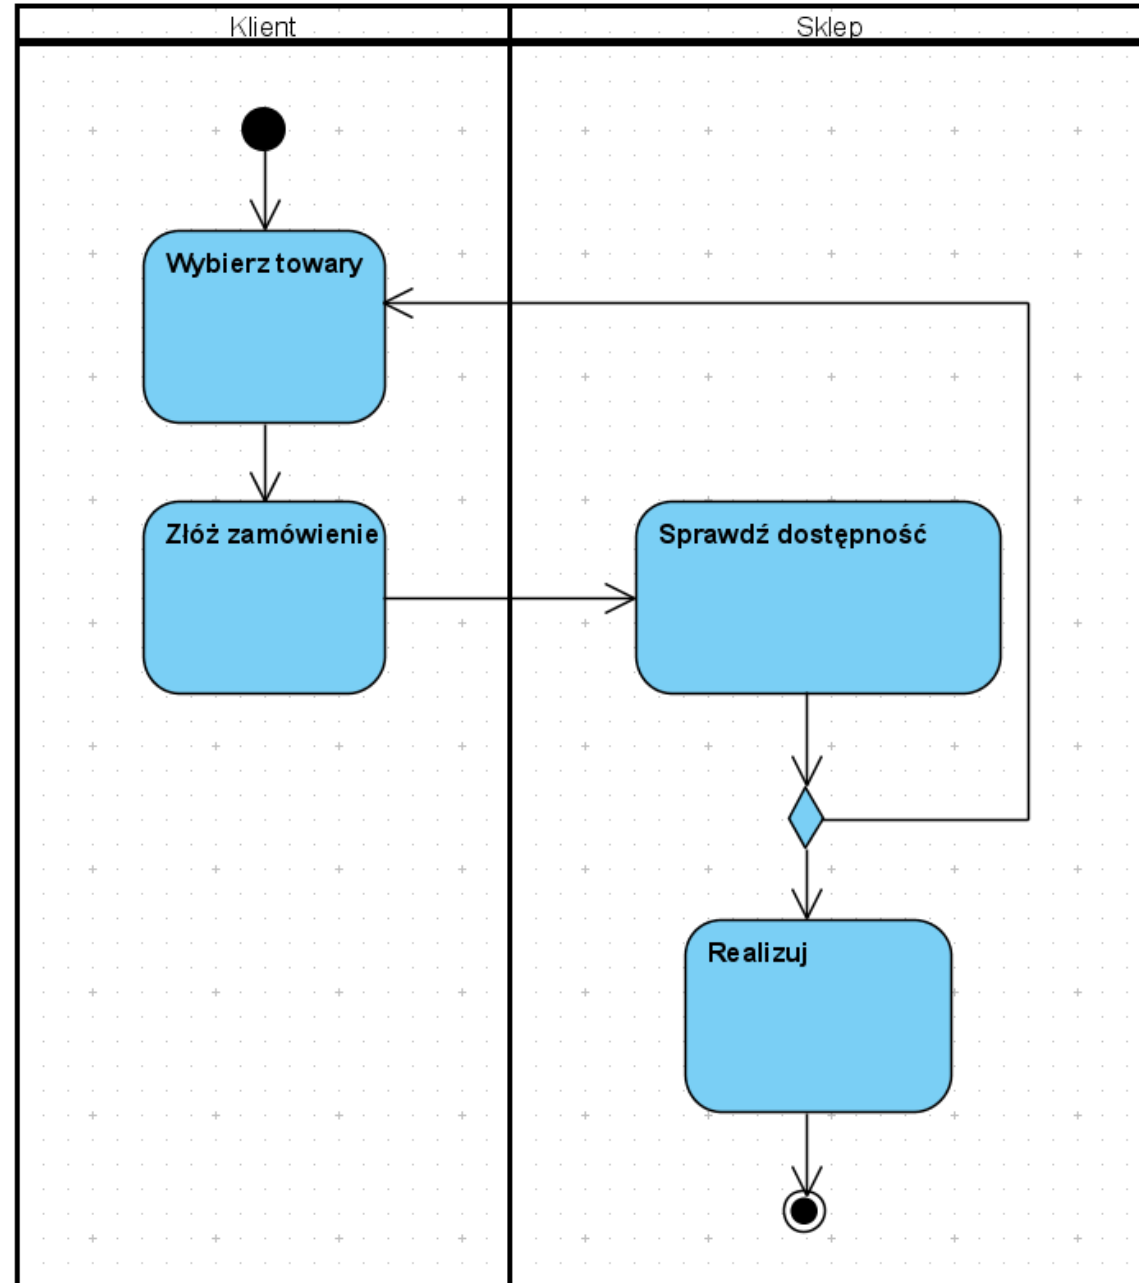 Klient
Sklep
Wybierz towary
Złóż zamówienie
Sprawdź dostępność
Realizuj